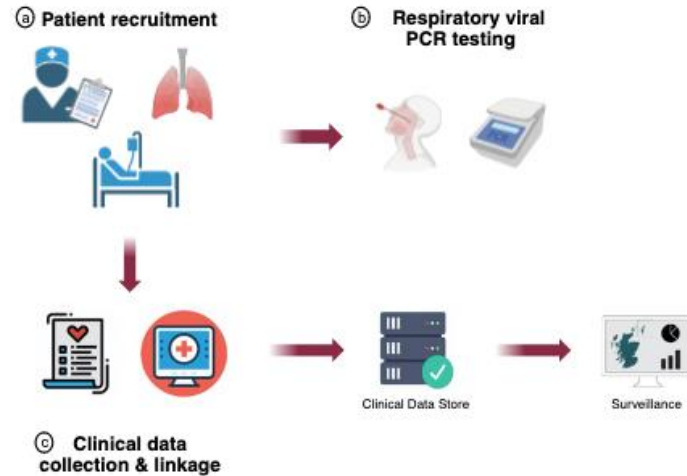 ⓐ Patient recruitment
ⓑ Respiratory viral
PCR testing
Clinical Data Store
Surveillance
ⓒ Clinical data
collection & linkage